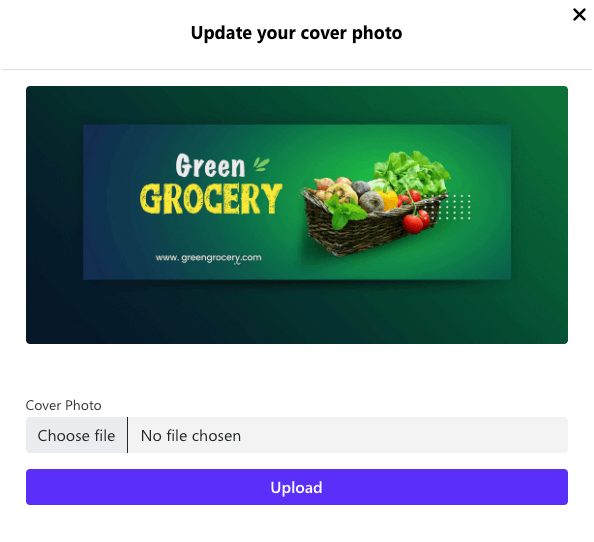 Update your cover photo
Green
GROCERY
www. greengrocery.com
Cover Photo
Choose file No file chosen
Upload